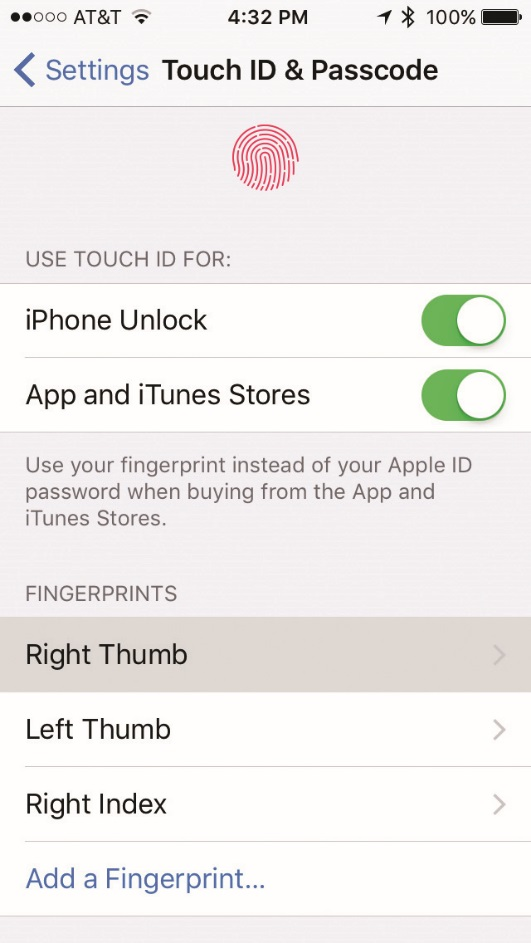 AT&T 4:32 PM 100%
Settings Touch ID & Passcode
USE TOUCH ID FOR:
iPhone Unlock
App and iTunes Stores
Use your fingerprint instead of your Apple ID
password when buying from the App and
iTunes Stores.
FINGERPRINTS
Right Thumb
Left Thumb
Right Index
Add a Fingerprint...